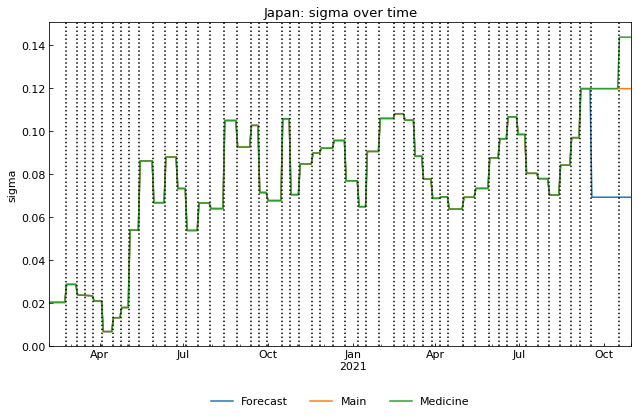 Japan: sigma over time
sigma
0.14
0.12
0.10
0.08
0.06
0.04
0.02
0.00
Apr Jul Oct Jan Apr Jul Oct
2021
Forecast Main Medicine